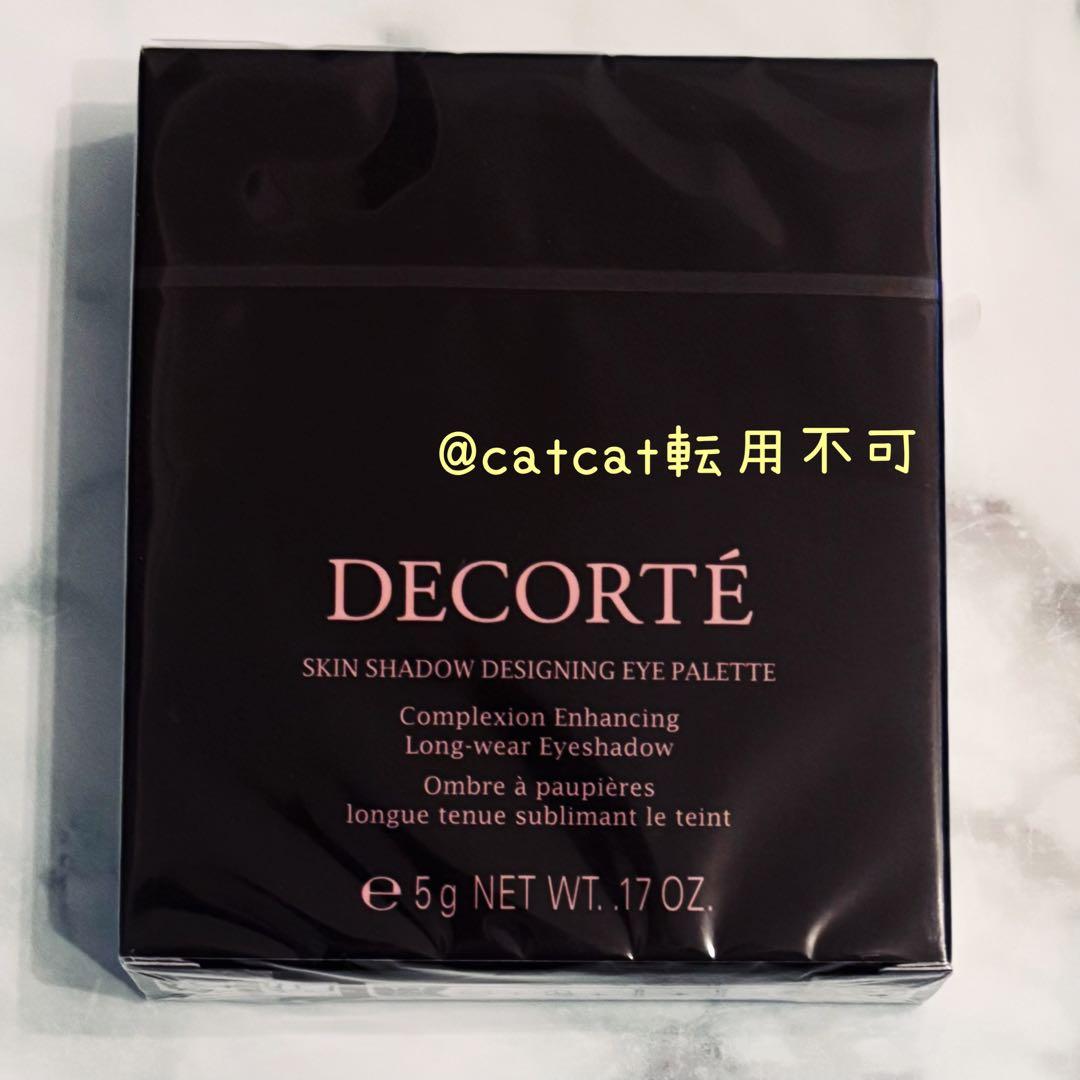 @catcat転用不可
DECORTÉ
SKIN SHADOW DESIGNING EYE PALETTE
Complexion Enhancing
Long-wear Eyeshadow
Ombre à paupières
longue tenue sublimant le teint
℮ 5g NET WT. .17 OZ.